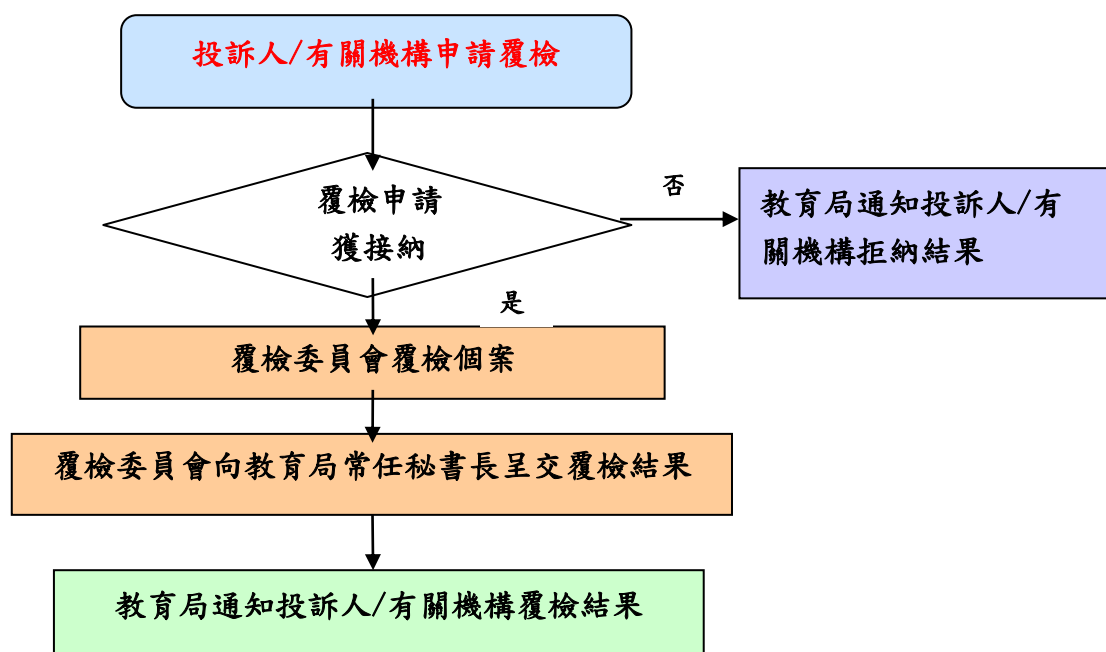 投訴人/有關機構申請覆檢
覆檢申請
獲接納
否
教育局通知投訴人/有
關機構拒納結果
是
覆檢委員會覆檢個案
覆檢委員會向教育局常任秘書長呈交覆檢結果
教育局通知投訴人/有關機構覆檢結果